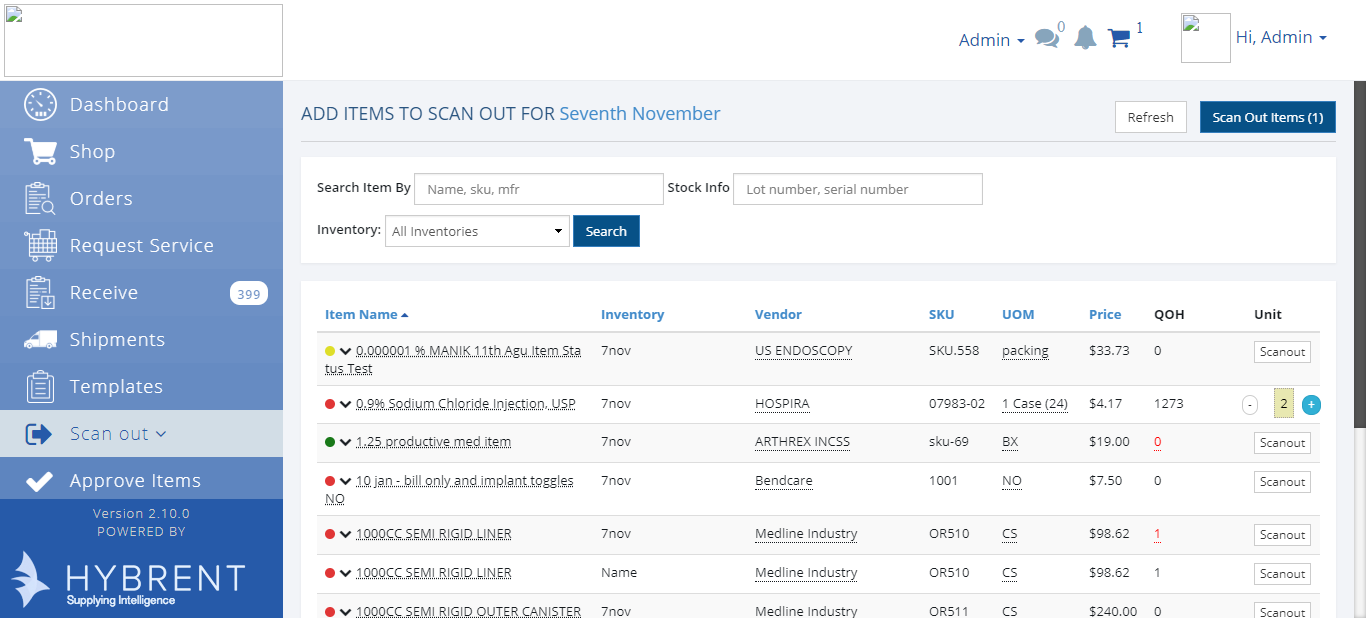 Admin
0
1
Hi, Admin
Dashboard
Shop
Orders
Request Service
Receive 399
Shipments
Templates
Scan out
Approve Items
Version 2.10.0
POWERED BY
HYBRENT
Supplying Intelligence
ADD ITEMS TO SCAN OUT FOR Seventh November
Refresh
Scan Out Items (1)
Search Item By Name, sku, mfr Stock Info Lot number, serial number
Inventory: All Inventories Search
Item Name Inventory Vendor SKU UOM Price QOH Unit
0.000001 % MANIK 11th Agu Item Sta 7nov US ENDOSCOPY SKU.558 packing $33.73 0 Scanout
tus Test
0.9% Sodium Chloride Injection, USP 7nov HOSPIRA 07983-02 1 Case (24) $4.17 1273 - 2 +
1.25 productive med item 7nov ARTHREX INCSS sku-69 BX $19.00 0 Scanout
10 jan - bill only and implant toggles 7nov Bendcare 1001 NO $7.50 0 Scanout
NO
1000CC SEMI RIGID LINER 7nov Medline Industry OR510 CS $98.62 1 Scanout
1000CC SEMI RIGID LINER Name Medline Industry OR510 CS $98.62 1 Scanout
1000CC SEMI RIGID OUTER CANISTER 7nov Medline Industry OR511 CS $240.00 0 Scanout